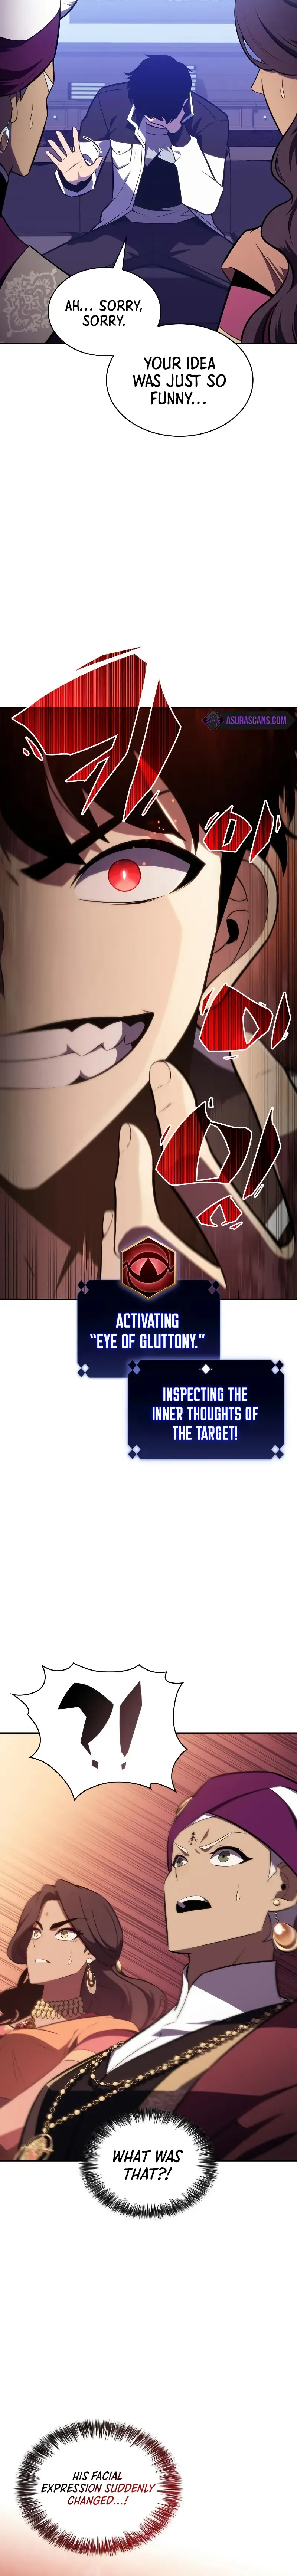 AH... SORRY,
SORRY.
YOUR IDEA
WAS JUST SO
FUNNY...
ASURASCANS.COM
ACTIVATING
"EYE OF GLUTTONY."
INSPECTING THE
INNER THOUGHTS OF
THE TARGET!
?!
WHAT WAS
THAT?!
HIS FACIAL
EXPRESSION SUDDENLY
CHANGED...!